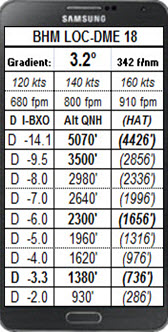 BHM LOC-DME 18
Gradient: 3.2° 342 f/nm
120 kts 140 kts 160 kts
680 fpm 800 fpm 910 fpm
D I-BXO Alt QNH (HAT)
D -14.1 5070' (4426')
D -9.5 3500' (2856')
D -8.0 2980' (2336')
D -7.0 2640' (1996')
D -6.0 2300' (1656')
D -5.0 1960' (1316')
D -4.0 1620' (976')
D -3.3 1380' (736')
D -2.0 930' (286')